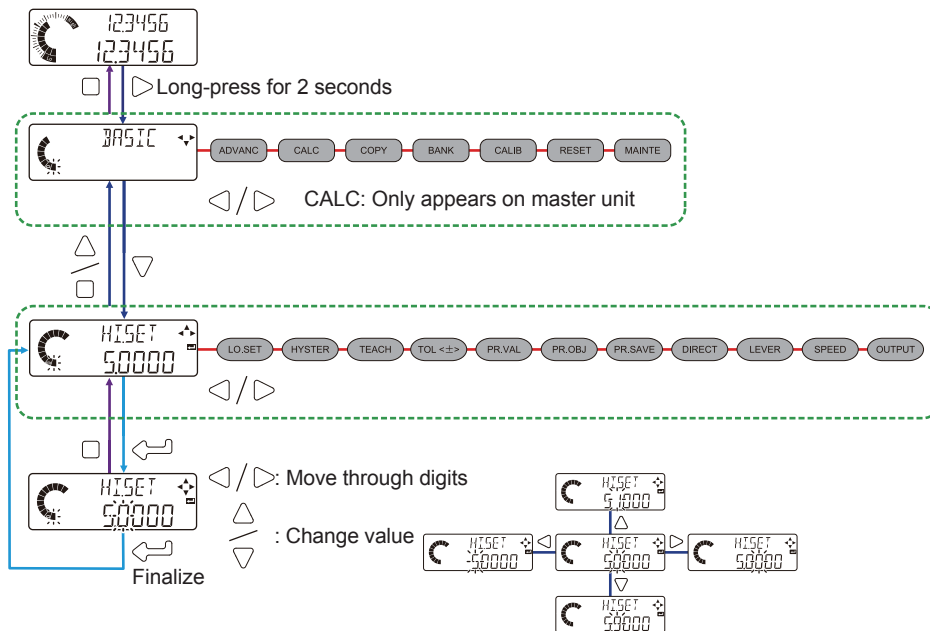 12.3456
12.3456
Long-press for 2 seconds
BASIC
ADVANC CALC COPY BANK CALIB RESET MAINTE
/ CALC: Only appears on master unit
/
HI.SET
5.0000
LO.SET HYSTER TEACH TOL <±> PR.VAL PR.OBJ PR.SAVE DIRECT LEVER SPEED OUTPUT
/
HI.SET
5.0000
/ : Move through digits
/ : Change value
Finalize
HI.SET
5.1000
HI.SET
-5.0000
HI.SET
5.0000
HI.SET
5.0000
HI.SET
5.9000